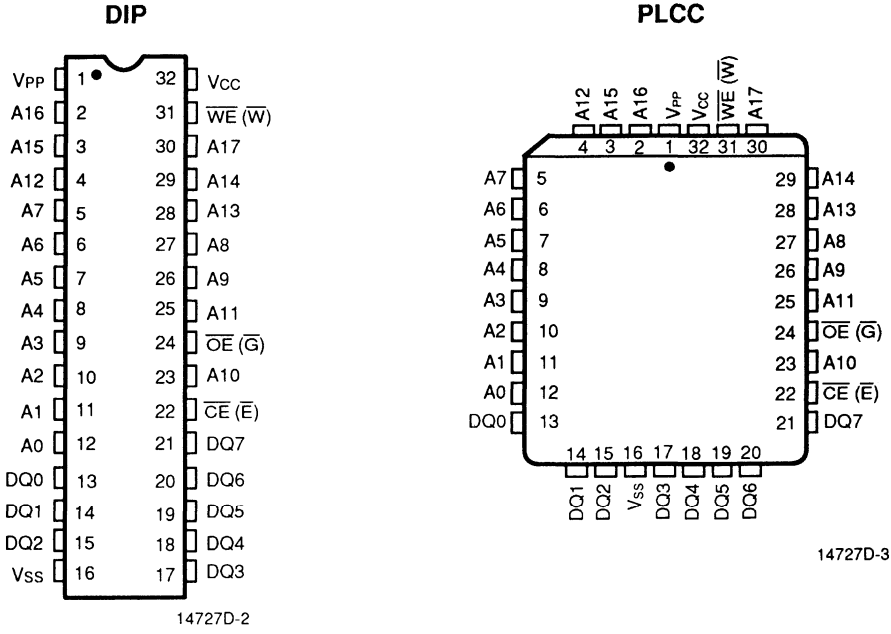 DIP
VPP 1 32 VCC
A16 2 31 WE (W)
A15 3 30 A17
A12 4 29 A14
A7 5 28 A13
A6 6 27 A8
A5 7 26 A9
A4 8 25 A11
A3 9 24 OE (G)
A2 10 23 A10
A1 11 22 CE (E)
A0 12 21 DQ7
DQ0 13 20 DQ6
DQ1 14 19 DQ5
DQ2 15 18 DQ4
VSS 16 17 DQ3
14727D-2
PLCC
A12 A15 A16 VPP VCC WE (W) A17
4 3 2 1 32 31 30
A7 5 29 A14
A6 6 28 A13
A5 7 27 A8
A4 8 26 A9
A3 9 25 A11
A2 10 24 OE (G)
A1 11 23 A10
A0 12 22 CE (E)
DQ0 13 21 DQ7
14 15 16 17 18 19 20
DQ1 DQ2 VSS DQ3 DQ4 DQ5 DQ6
14727D-3